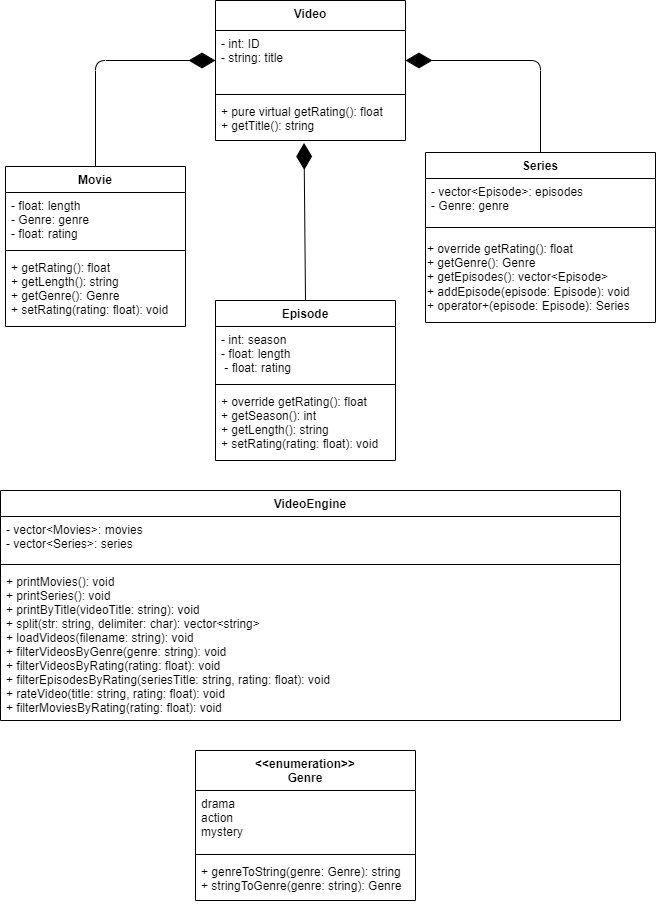 Video
- int: ID
- string: title
+ pure virtual getRating(): float
+ getTitle(): string
Movie
- float: length
- Genre: genre
- float: rating
+ getRating(): float
+ getLength(): string
+ getGenre(): Genre
+ setRating(rating: float): void
Series
- vector<Episode>: episodes
- Genre: genre
+ override getRating(): float
+ getGenre(): Genre
+ getEpisodes(): vector<Episode>
+ addEpisode(episode: Episode): void
+ operator+(episode: Episode): Series
Episode
- int: season
- float: length
- float: rating
+ override getRating(): float
+ getSeason(): int
+ getLength(): string
+ setRating(rating: float): void
VideoEngine
- vector<Movies>: movies
- vector<Series>: series
+ printMovies(): void
+ printSeries(): void
+ printByTitle(videoTitle: string): void
+ split(str: string, delimiter: char): vector<string>
+ loadVideos(filename: string): void
+ filterVideosByGenre(genre: string): void
+ filterVideosByRating(rating: float): void
+ filterEpisodesByRating(seriesTitle: string, rating: float): void
+ rateVideo(title: string, rating: float): void
+ filterMoviesByRating(rating: float): void
<<enumeration>>
Genre
drama
action
mystery
+ genreToString(genre: Genre): string
+ stringToGenre(genre: string): Genre